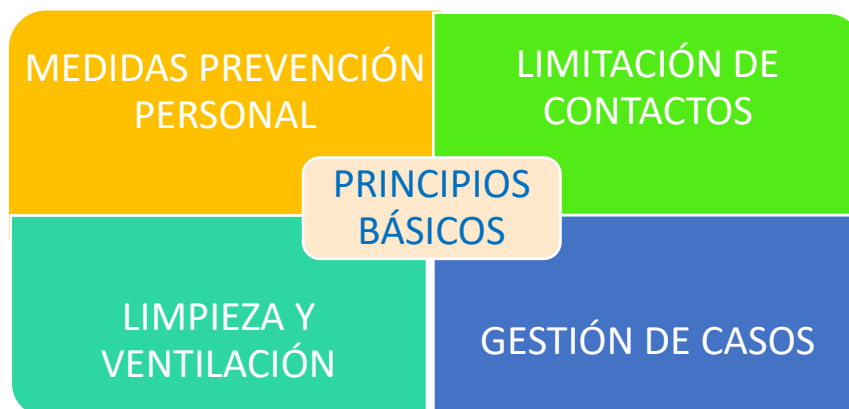 MEDIDAS PREVENCIÓN
PERSONAL
LIMITACIÓN DE
CONTACTOS
PRINCIPIOS
BÁSICOS
LIMPIEZA Y
VENTILACIÓN
GESTIÓN DE CASOS